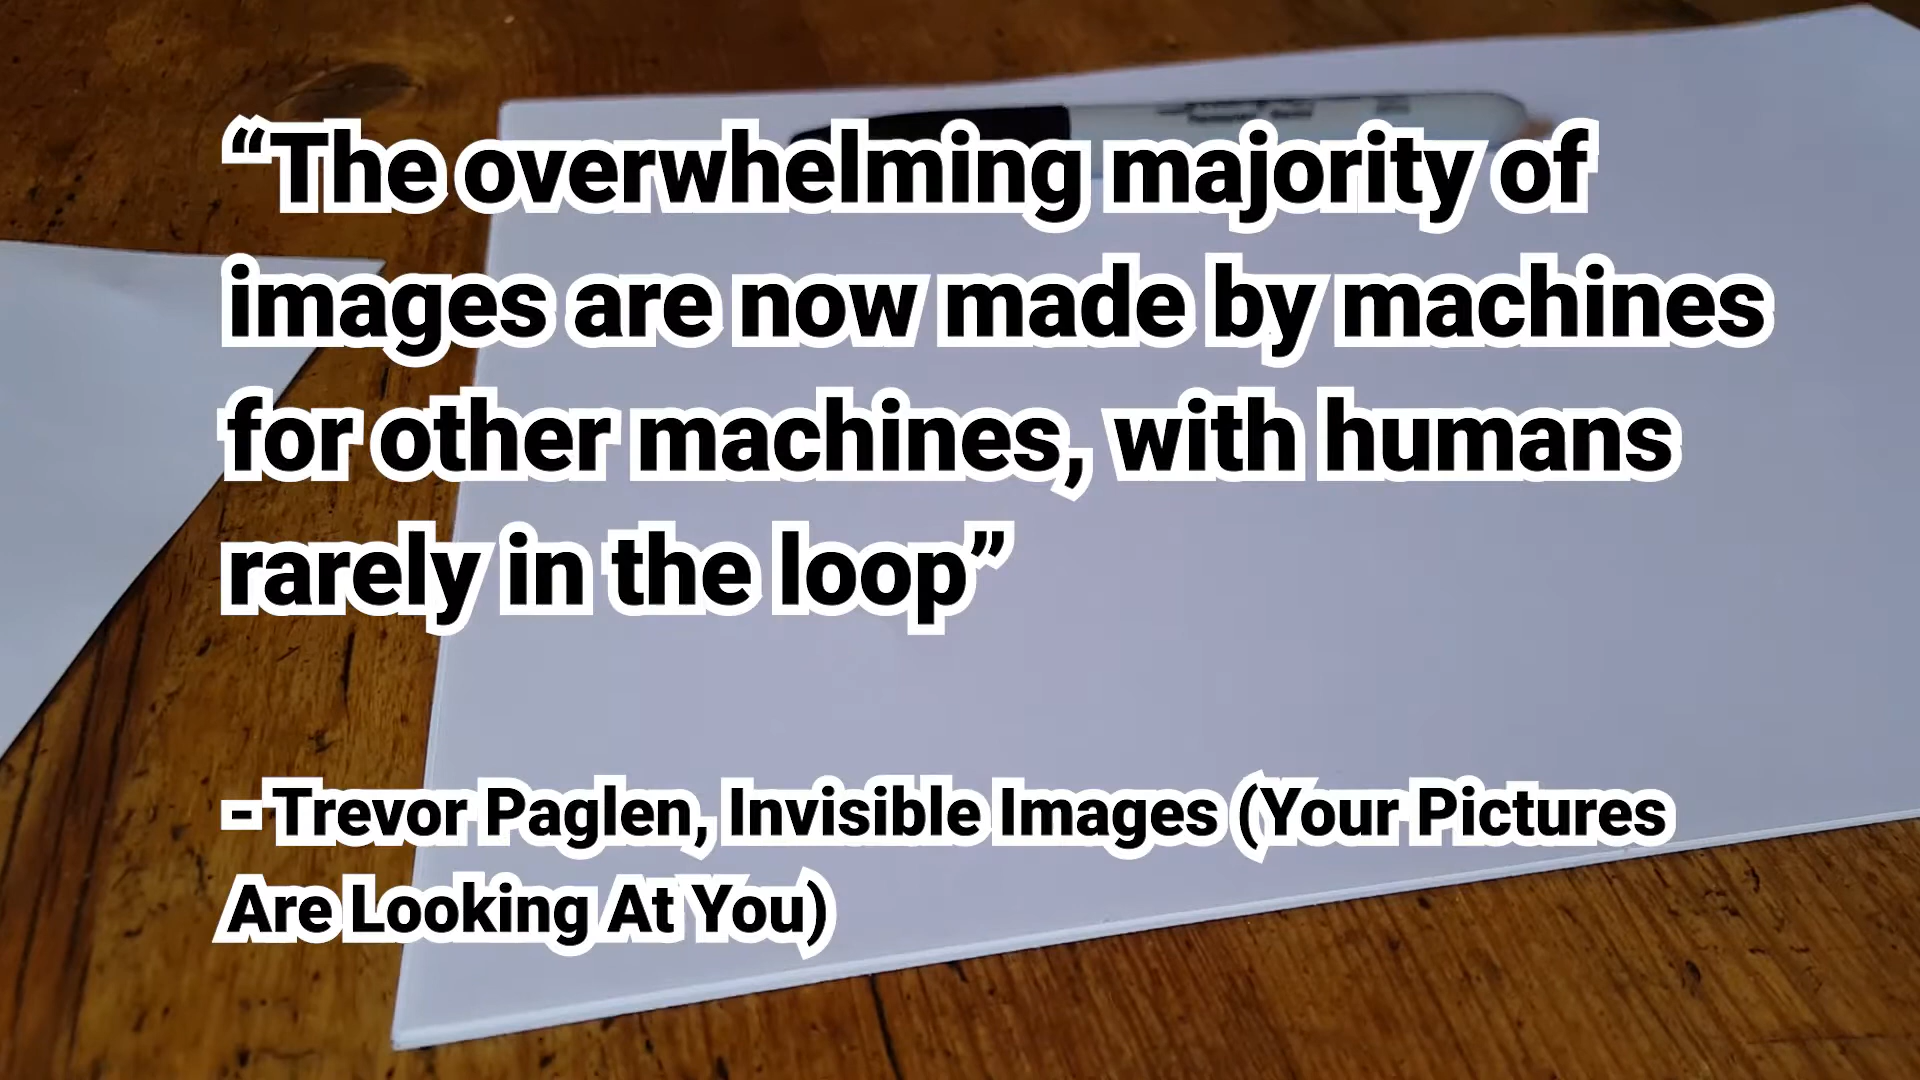 “The overwhelming majority of
images are now made by machines
for other machines, with humans
rarely in the loop”
- Trevor Paglen, Invisible Images (Your Pictures
Are Looking At You)